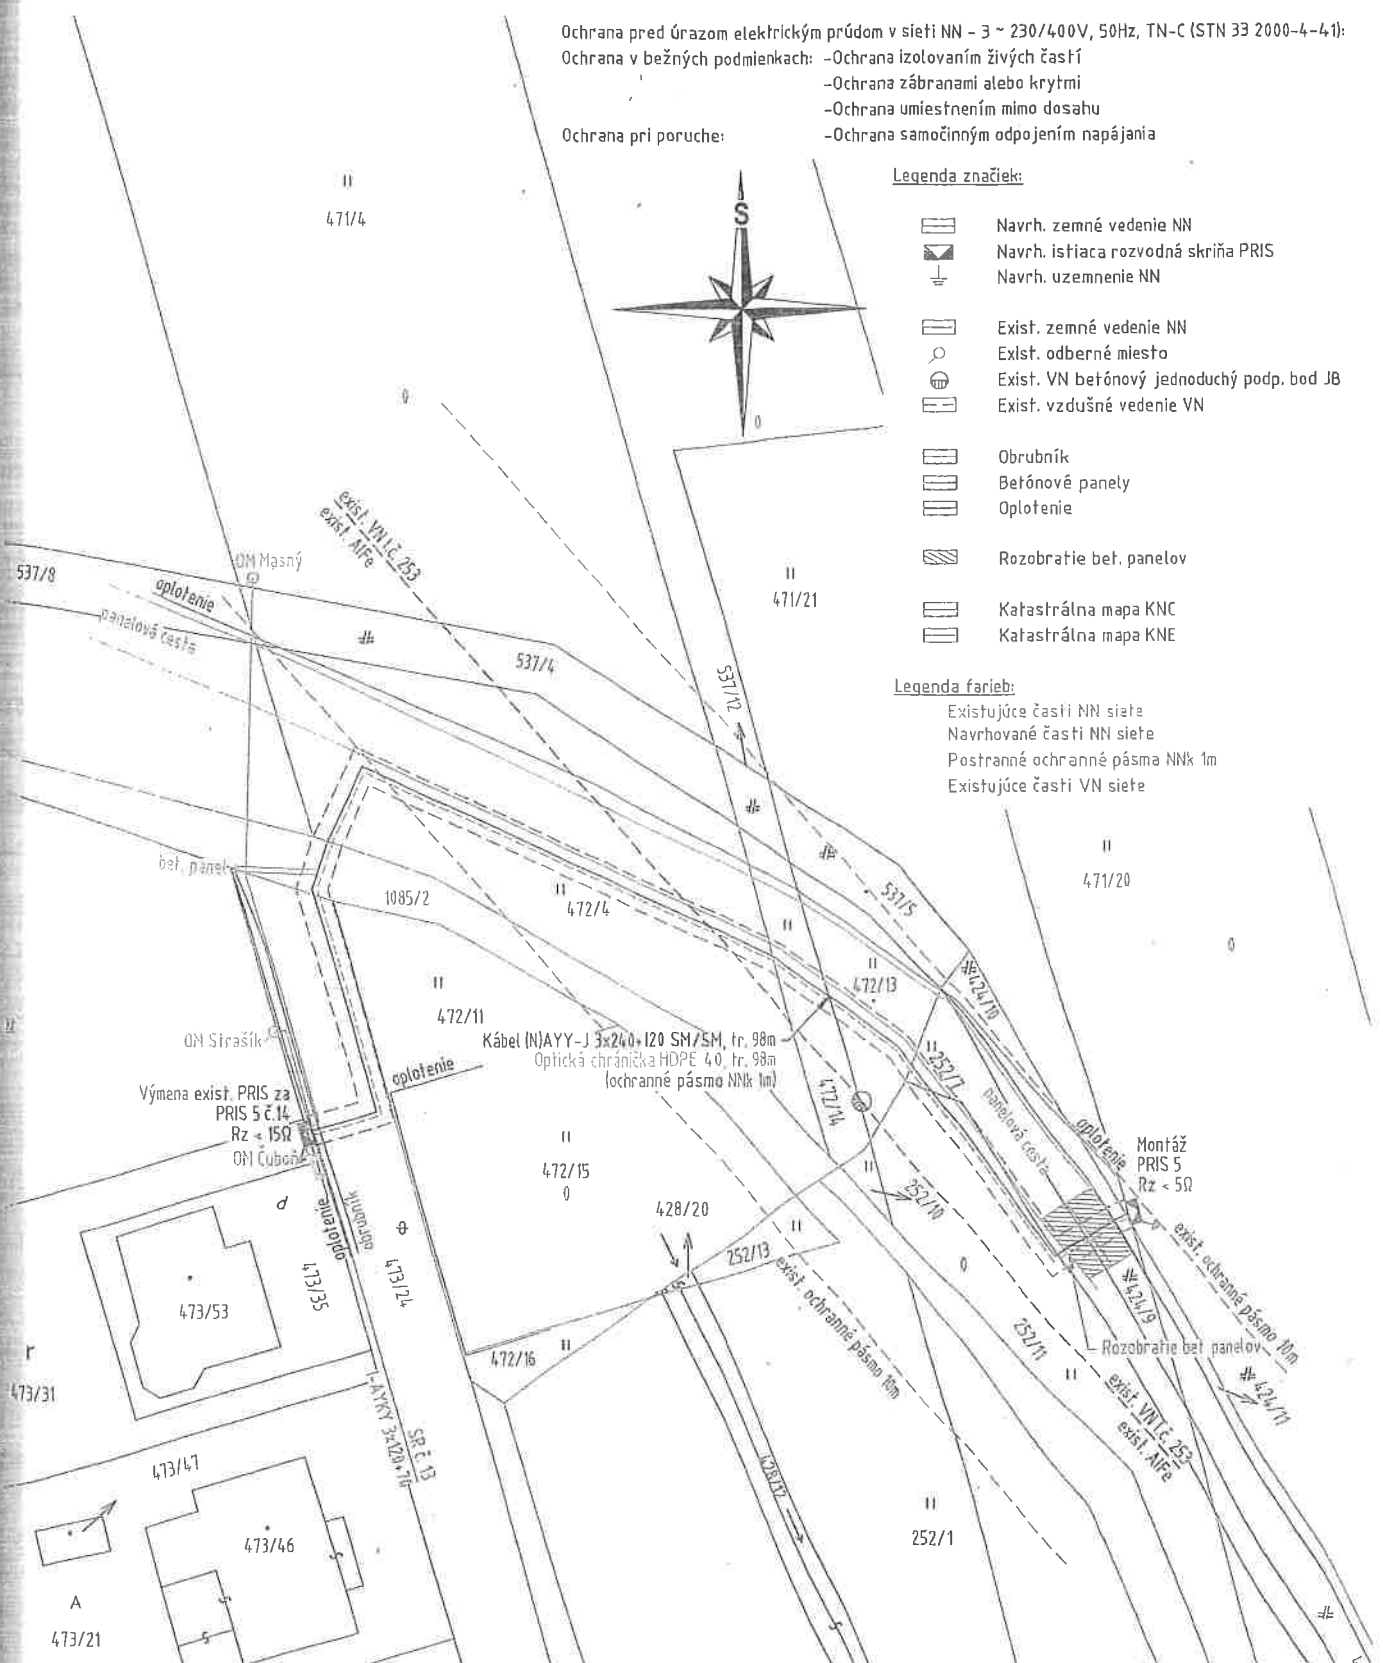 Ochrana pred úrazom elektrickým prúdom v sieti NN - 3 ~ 230/400V, 50Hz, TN-C (STN 33 2000-4-41):
Ochrana v bežných podmienkach: -Ochrana izolovaním živých častí
-Ochrana zábranami alebo krytmi
-Ochrana umiestnením mimo dosahu
Ochrana pri poruche: -Ochrana samočinným odpojením napájania
Legenda značiek:
Navrh. zemné vedenie NN
Navrh. istiaca rozvodná skriňa PRIS
Navrh. uzemnenie NN
Exist. zemné vedenie NN
Exist. odberné miesto
Exist. VN betónový jednoduchý podp. bod JB
Exist. vzdušné vedenie VN
Obrubník
Betónové panely
Oplotenie
Rozobratie bet. panelov
Katastrálna mapa KNC
Katastrálna mapa KNE
Legenda farieb:
Existujúce časti NN siete
Navrhované časti NN siete
Postranné ochranné pásma NNk 1m
Existujúce časti VN siete
S
471/4
exist. VN l.č. 253
exist. AlFe
537/8
OM Masný
oplotenie
panelová cesta
537/4
471/21
537/12
471/20
bet. panel
1085/2
472/4
537/5
472/13
424/10
472/11
OM Strašík
Kábel (N)AYY-J 3x240+120 SM/SM, tr. 98m
Optická chránička HDPE 40, tr. 98m
(ochranné pásmo NNk 1m)
oplotenie
Výmena exist. PRIS za
PRIS 5 č.14
Rz < 15Ω
OM Čuboň
252/7
472/14
panelová cesta
oplotenie
Montáž
PRIS 5
Rz < 5Ω
472/15
428/20
252/10
252/13
oplotenie
obrubník
473/35
473/24
473/53
exist. ochranné pásmo 10m
exist. ochranné pásmo 10m
424/9
252/11
Rozobratie bet. panelov
472/16
473/31
424/11
exist. VN l.č. 253
exist. AlFe
1-AYKY 3x120+70
SR č. 13
473/47
428/12
473/46
252/1
A
473/21